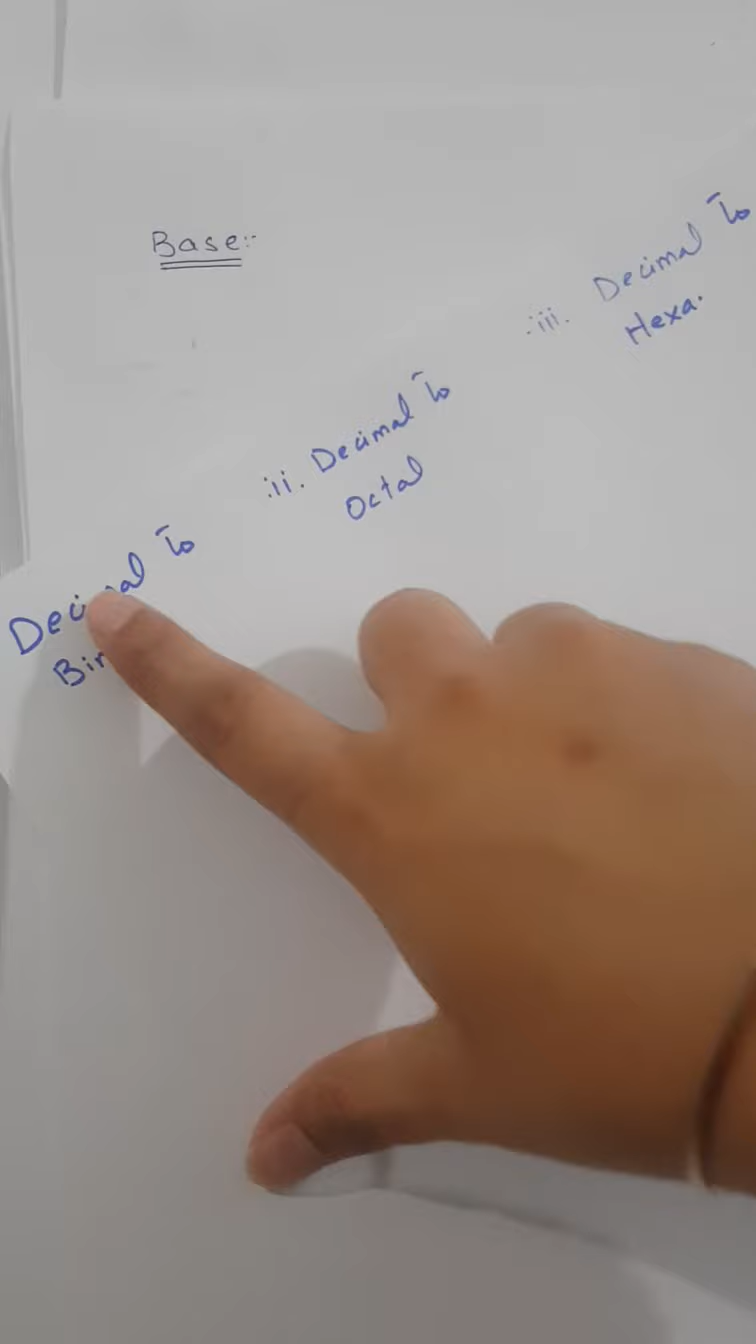 Base:-
Decimal To
:ii. Decimal To
Octal
:iii. Decimal To
Hexa.